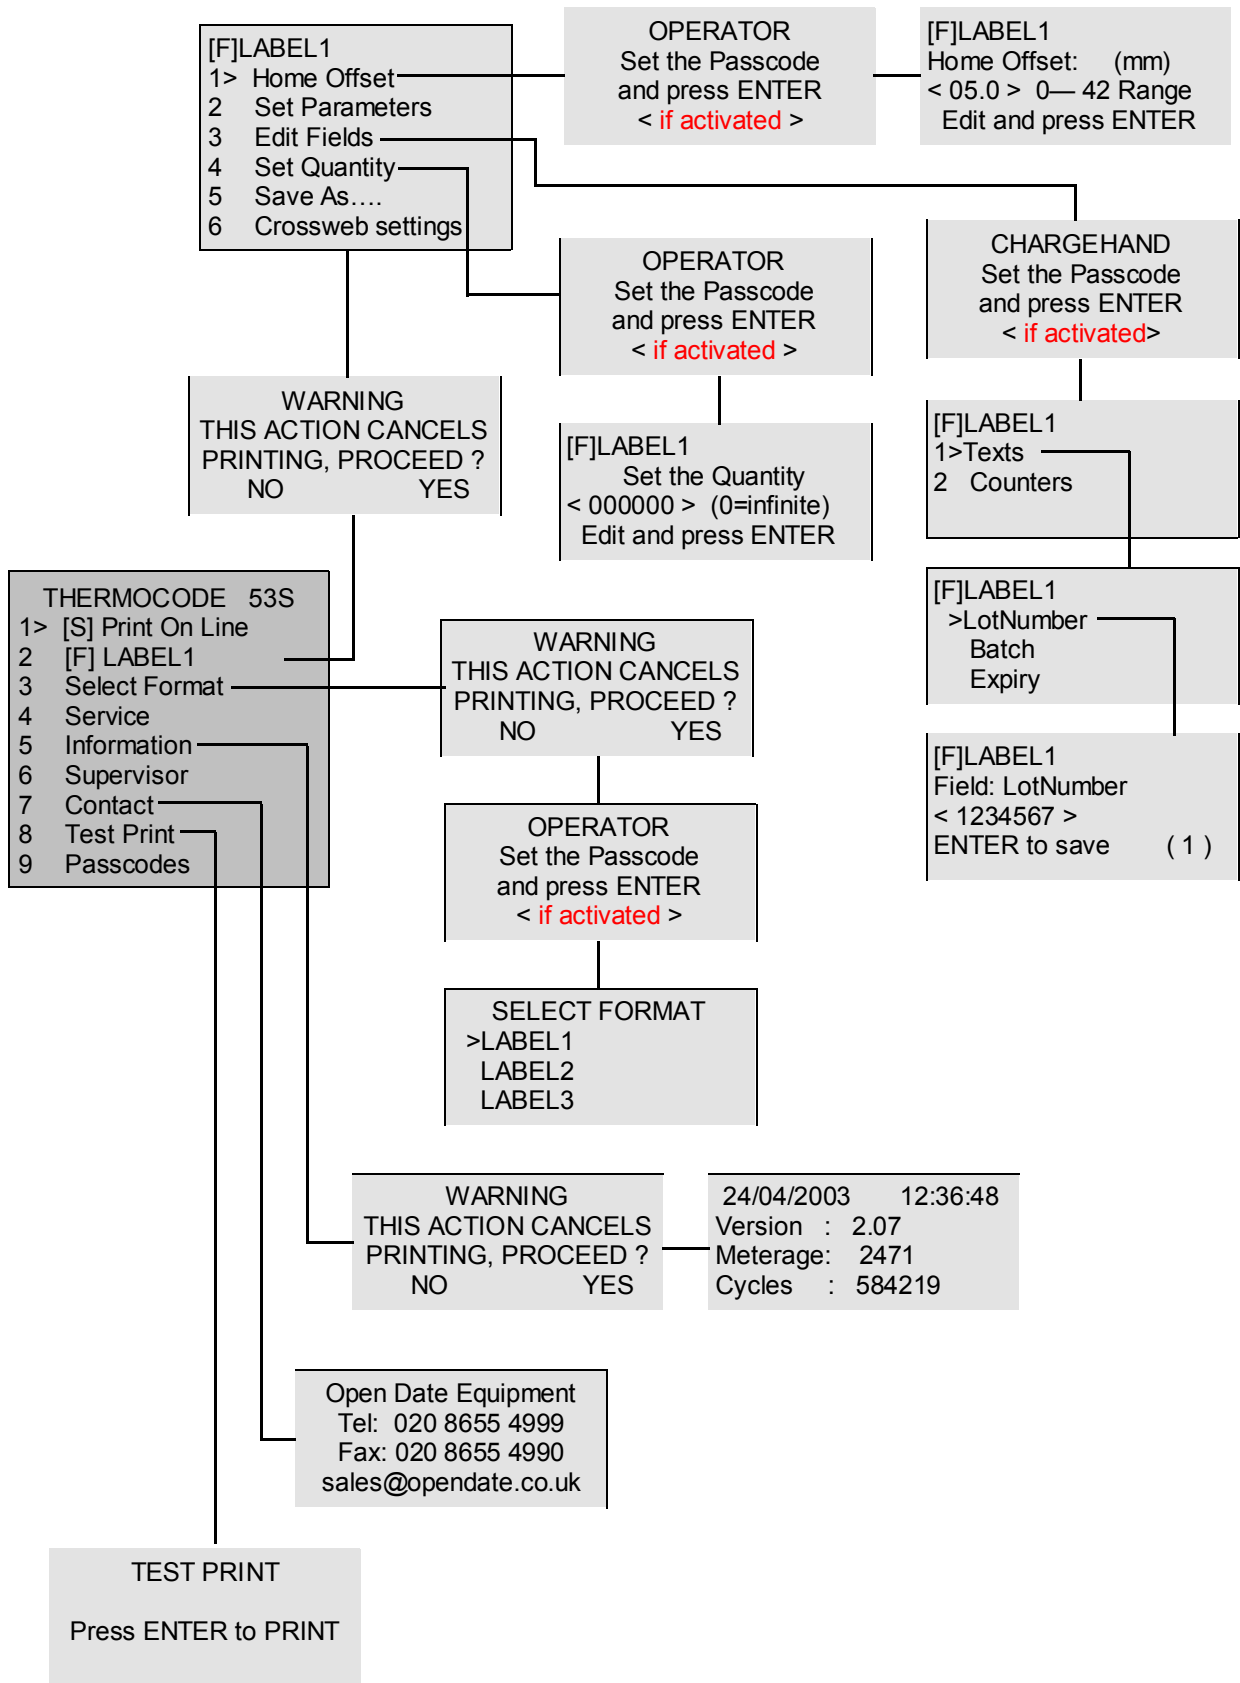 [F]LABEL1
1> Home Offset
2 Set Parameters
3 Edit Fields
4 Set Quantity
5 Save As....
6 Crossweb settings
OPERATOR
Set the Passcode
and press ENTER
< if activated >
[F]LABEL1
Home Offset: (mm)
< 05.0 > 0— 42 Range
Edit and press ENTER
OPERATOR
Set the Passcode
and press ENTER
< if activated >
CHARGEHAND
Set the Passcode
and press ENTER
< if activated>
WARNING
THIS ACTION CANCELS
PRINTING, PROCEED ?
NO YES
[F]LABEL1
Set the Quantity
< 000000 > (0=infinite)
Edit and press ENTER
[F]LABEL1
1>Texts
2 Counters
[F]LABEL1
>LotNumber
Batch
Expiry
[F]LABEL1
Field: LotNumber
< 1234567 >
ENTER to save ( 1 )
THERMOCODE 53S
1> [S] Print On Line
2 [F] LABEL1
3 Select Format
4 Service
5 Information
6 Supervisor
7 Contact
8 Test Print
9 Passcodes
WARNING
THIS ACTION CANCELS
PRINTING, PROCEED ?
NO YES
OPERATOR
Set the Passcode
and press ENTER
< if activated >
SELECT FORMAT
>LABEL1
LABEL2
LABEL3
WARNING
THIS ACTION CANCELS
PRINTING, PROCEED ?
NO YES
24/04/2003 12:36:48
Version : 2.07
Meterage: 2471
Cycles : 584219
Open Date Equipment
Tel: 020 8655 4999
Fax: 020 8655 4990
sales@opendate.co.uk
TEST PRINT
Press ENTER to PRINT